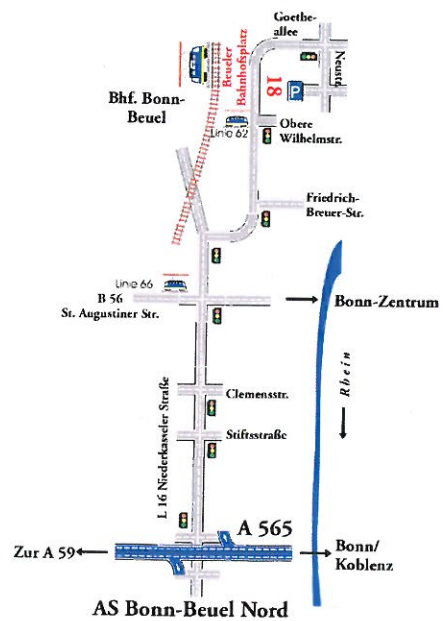 Goethe-
allee
Neustr.
Beueler
Bahnhofsplatz
18
P
Bhf. Bonn-
Beuel
Linie 62
Obere
Wilhelmstr.
Friedrich-
Breuer-Str.
Linie 66
B 56
St. Augustiner Str.
Bonn-Zentrum
Rhein
L 16 Niederkasseler Straße
Clemensstr.
Stiftsstraße
A 565
Zur A 59
Bonn/
Koblenz
AS Bonn-Beuel Nord